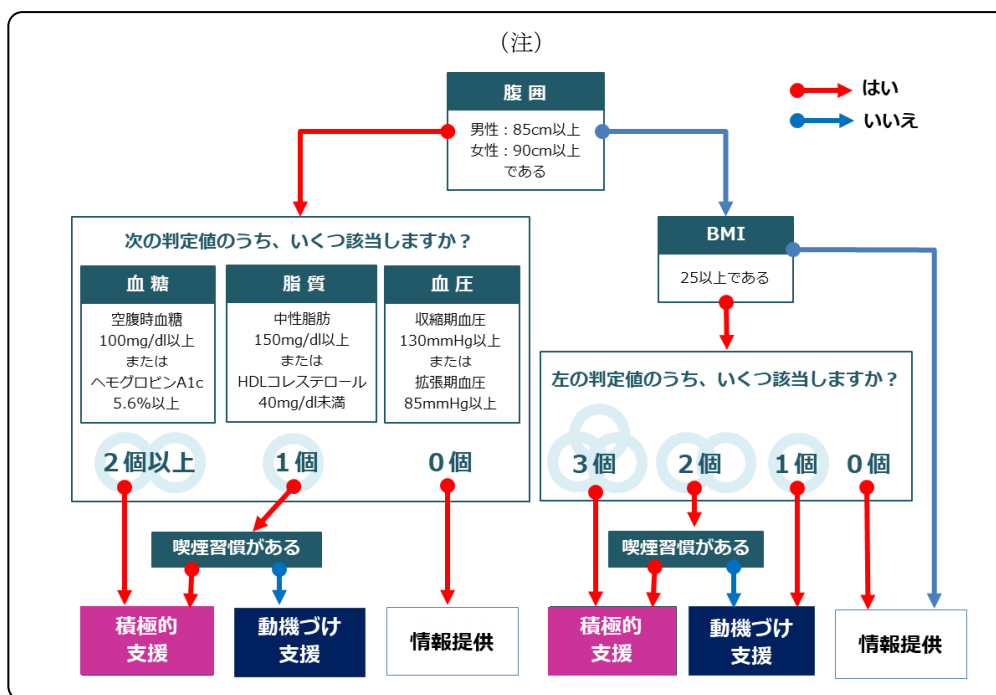 （注）
腹囲
男性：85cm以上
女性：90cm以上
である
はい
いいえ
次の判定値のうち、いくつ該当しますか？
血糖
空腹時血糖
100mg/dl以上
または
ヘモグロビンA1c
5.6%以上
脂質
中性脂肪
150mg/dl以上
または
HDLコレステロール
40mg/dl未満
血圧
収縮期血圧
130mmHg以上
または
拡張期血圧
85mmHg以上
2個以上
1個
0個
喫煙習慣がある
積極的
支援
動機づけ
支援
情報提供
BMI
25以上である
左の判定値のうち、いくつ該当しますか？
3個
2個
1個
0個
喫煙習慣がある
積極的
支援
動機づけ
支援
情報提供